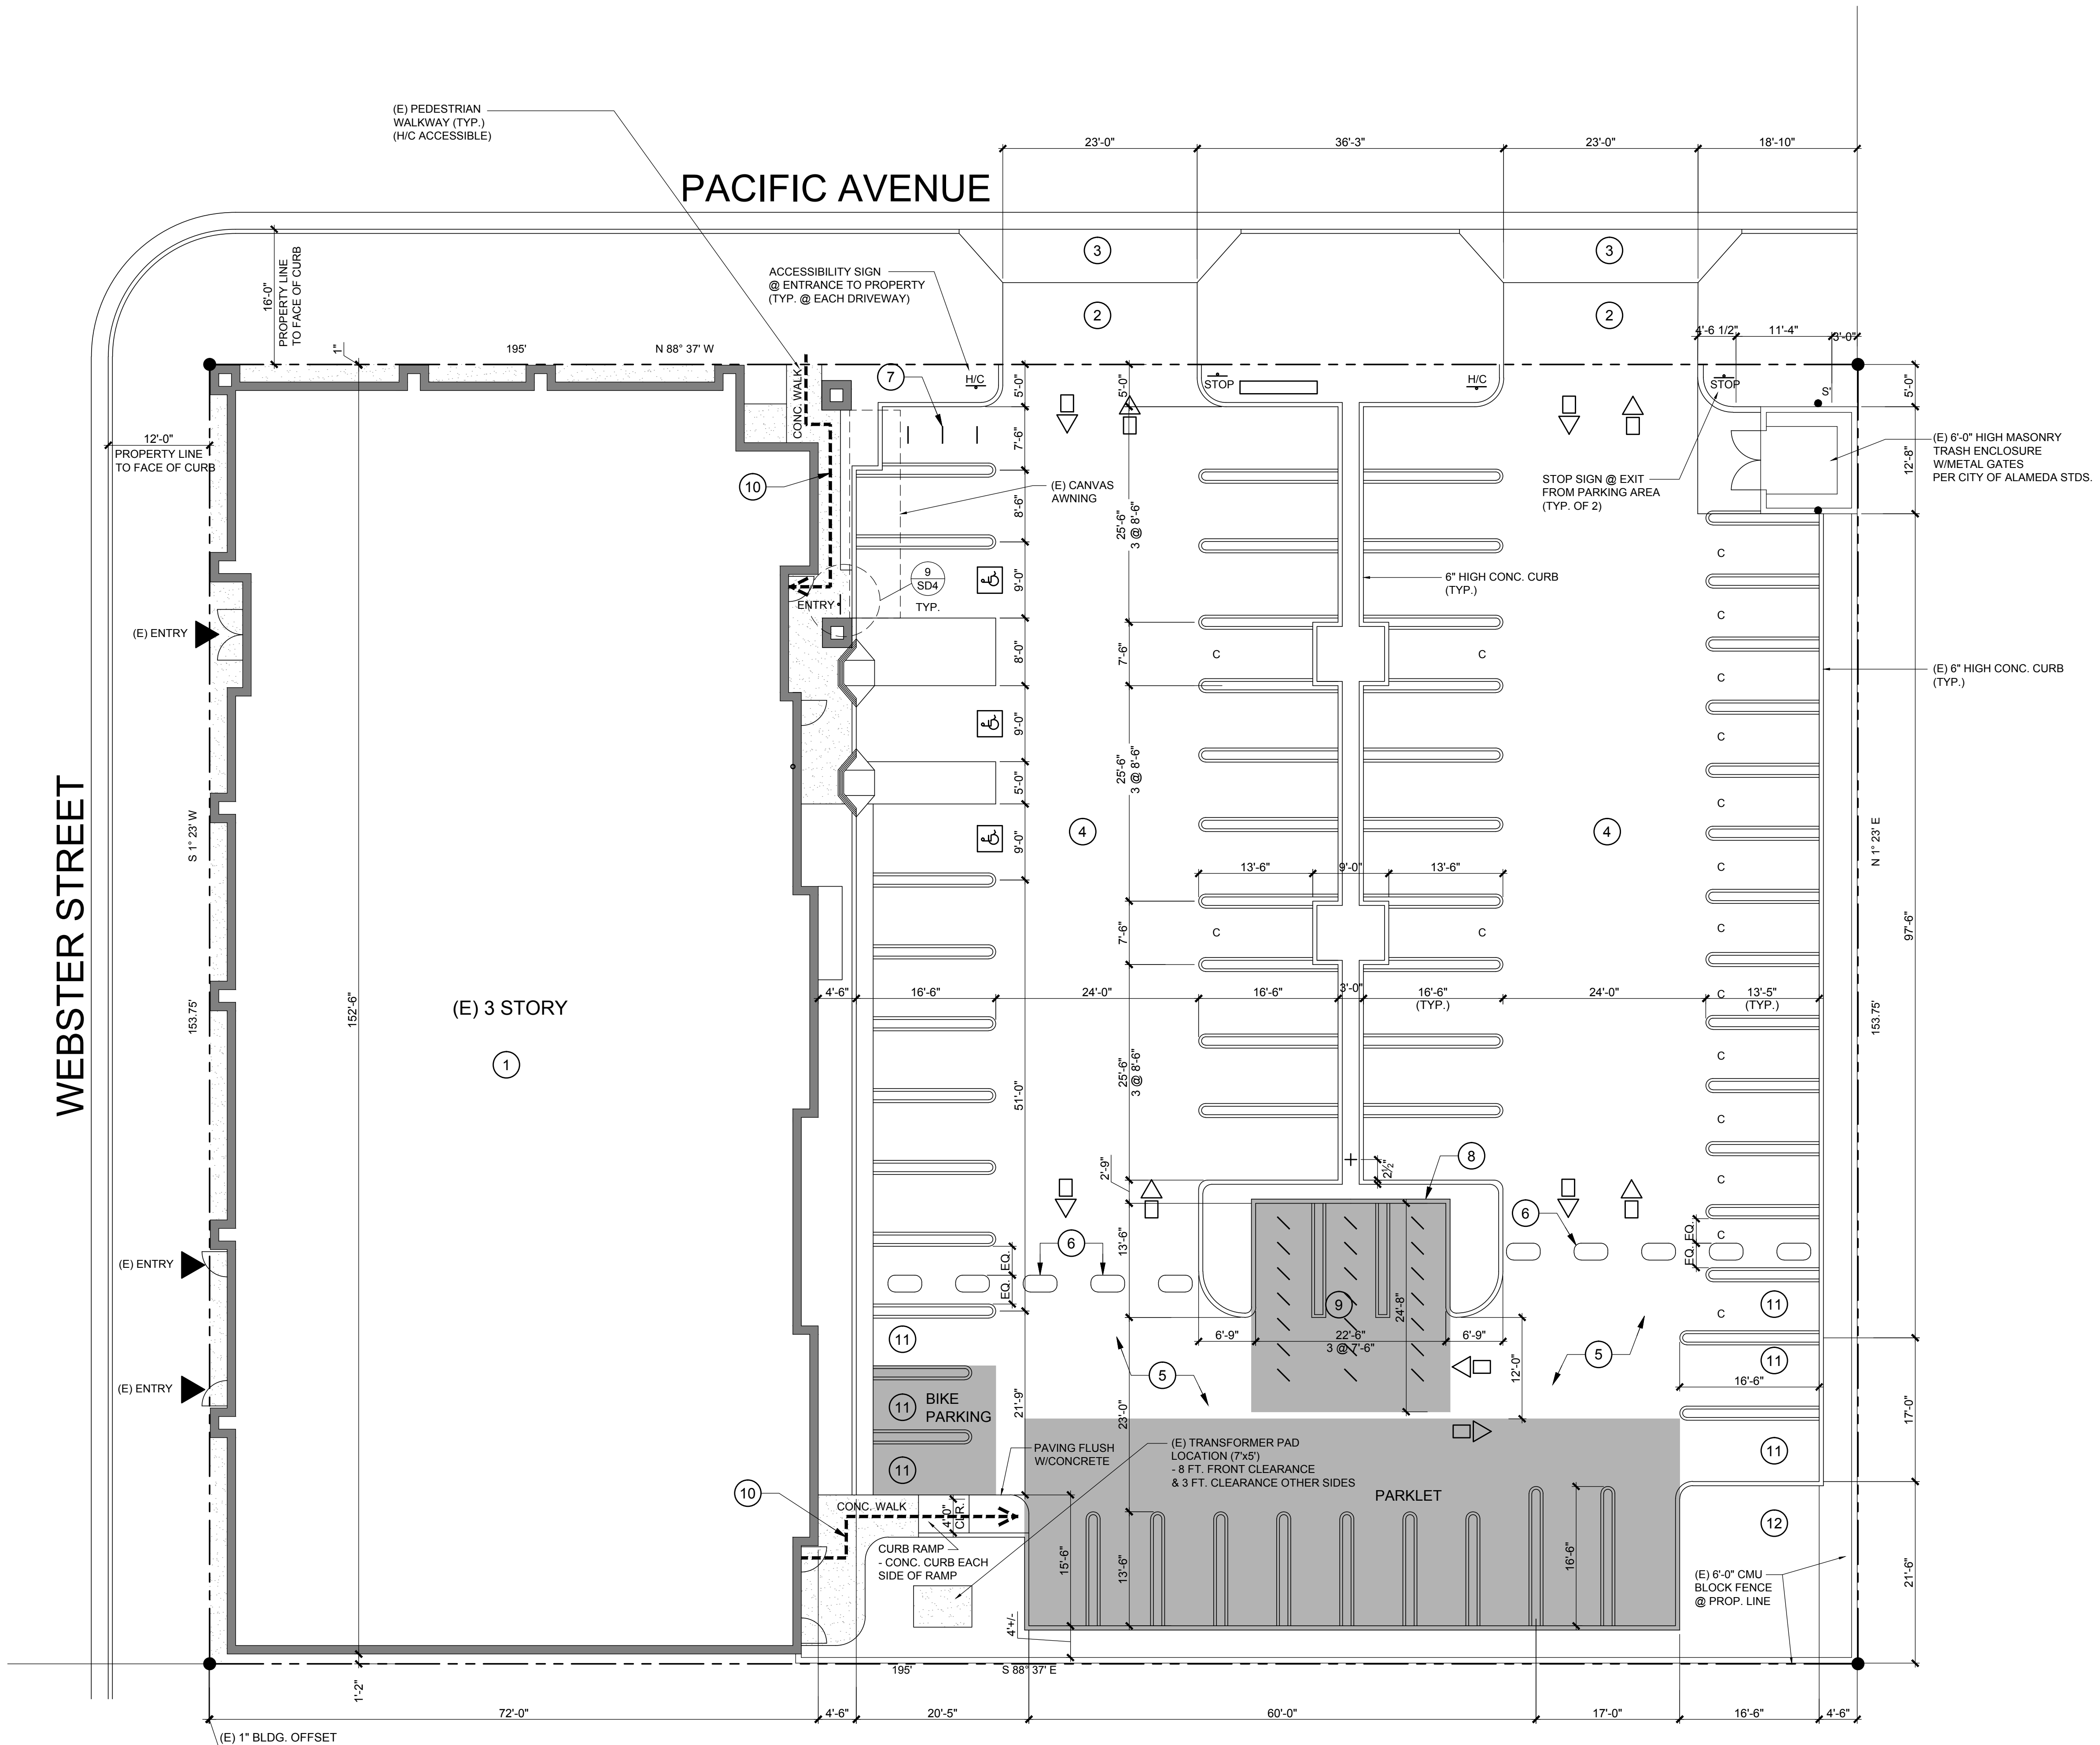 (E) PEDESTRIAN
WALKWAY (TYP.)
(H/C ACCESSIBLE)
23'-0"
36'-3"
23'-0"
18'-10"
PACIFIC AVENUE
16'-0"
PROPERTY LINE
TO FACE OF CURB
ACCESSIBILITY SIGN
@ ENTRANCE TO PROPERTY
(TYP. @ EACH DRIVEWAY)
3
3
2
2
4'-6 1/2"
11'-4"
3'-0"
1"
195'
N 88° 37' W
CONC. WALK
7
H/C
5'-0"
5'-0"
STOP
H/C
STOP
S'
5'-0"
12'-0"
PROPERTY LINE
TO FACE OF CURB
7'-6"
(E) 6'-0" HIGH MASONRY
TRASH ENCLOSURE
W/METAL GATES
PER CITY OF ALAMEDA STDS.
12'-8"
10
(E) CANVAS
AWNING
8'-6"
25'-6"
3 @ 8'-6"
STOP SIGN @ EXIT
FROM PARKING AREA
(TYP. OF 2)
C
9
SD4
TYP.
ENTRY
9'-0"
6" HIGH CONC. CURB
(TYP.)
C
(E) ENTRY
8'-0"
7'-6"
C
C
C
(E) 6" HIGH CONC. CURB
(TYP.)
9'-0"
25'-6"
3 @ 8'-6"
C
5'-0"
C
WEBSTER STREET
S 1° 23' W
9'-0"
4
4
N 1° 23' E
13'-6"
9'-0"
13'-6"
C
97'-6"
7'-6"
C
C
C
153.75'
152'-6"
(E) 3 STORY
1
4'-6"
16'-6"
24'-0"
16'-6"
3'-0"
16'-6"
(TYP.)
24'-0"
C
13'-5"
(TYP.)
153.75'
51'-0"
25'-6"
3 @ 8'-6"
C
C
2'-9"
2½"
8
C
6
6
13'-6"
EQ.
EQ.
EQ.
EQ.
C
(E) ENTRY
9
24'-8"
11
C
11
6'-9"
22'-6"
3 @ 7'-6"
6'-9"
12'-0"
5
5
11
16'-6"
(E) ENTRY
11
BIKE
PARKING
21'-9"
23'-0"
17'-0"
11
PAVING FLUSH
W/CONCRETE
(E) TRANSFORMER PAD
LOCATION (7'x5')
- 8 FT. FRONT CLEARANCE
& 3 FT. CLEARANCE OTHER SIDES
PARKLET
11
10
CONC. WALK
4'-0"
CLR.
12
CURB RAMP
- CONC. CURB EACH
SIDE OF RAMP
15'-6"
13'-6"
16'-6"
(E) 6'-0" CMU
BLOCK FENCE
@ PROP. LINE
21'-6"
4'+/-
195'
S 88° 37' E
1'-2"
72'-0"
4'-6"
20'-5"
60'-0"
17'-0"
16'-6"
4'-6"
(E) 1" BLDG. OFFSET